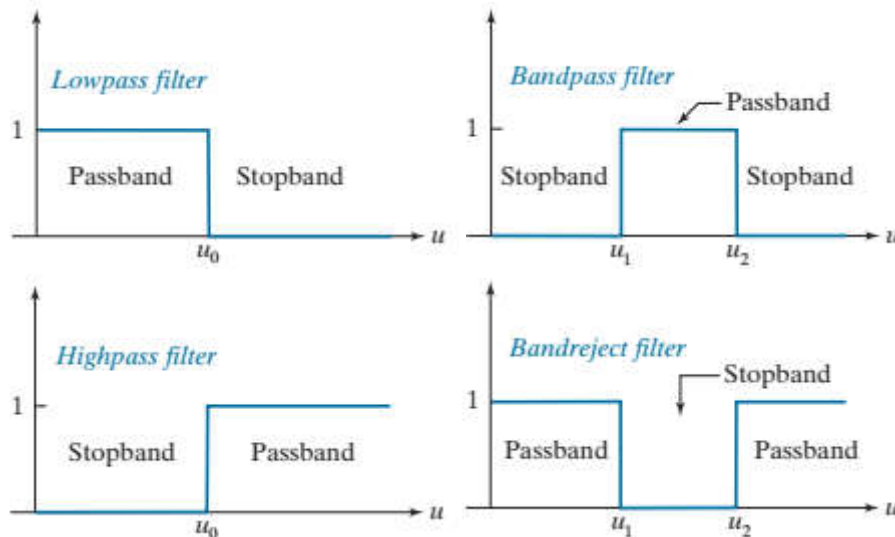 Lowpass filter
1
Passband
Stopband
u₀
u
Bandpass filter
Passband
1
Stopband
Stopband
u₁
u₂
u
Highpass filter
1
Stopband
Passband
u₀
u
Bandreject filter
Stopband
1
Passband
Passband
u₁
u₂
u